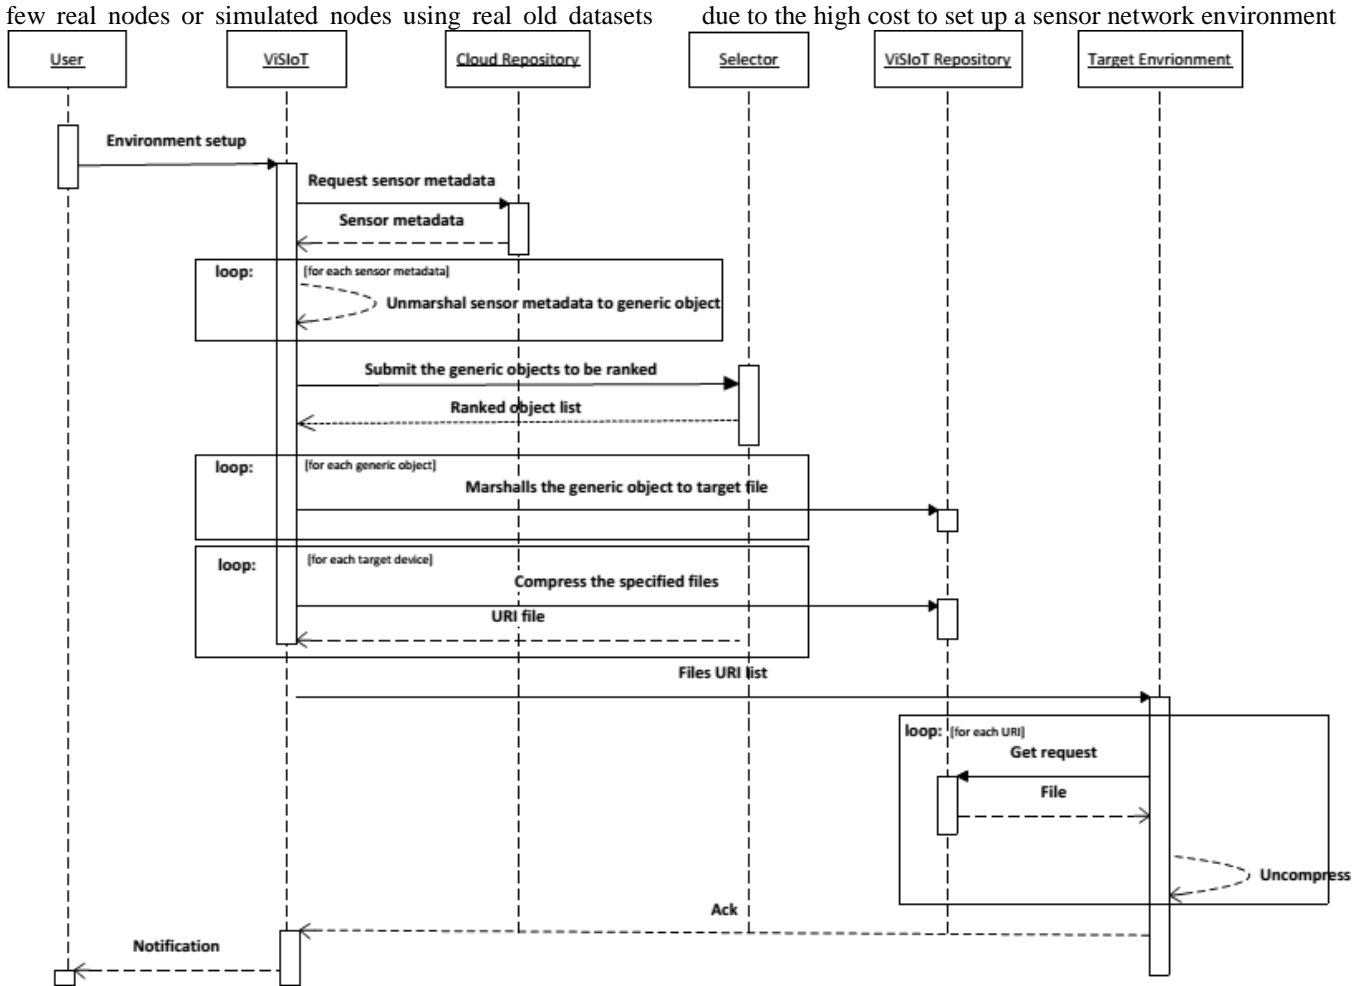 few real nodes or simulated nodes using real old datasets
due to the high cost to set up a sensor network environment
User
ViSIoT
Cloud Repository
Selector
ViSIoT Repository
Target Envrionment
Environment setup
Request sensor metadata
Sensor metadata
loop:
[for each sensor metadata]
Unmarshal sensor metadata to generic object
Submit the generic objects to be ranked
Ranked object list
loop:
[for each generic object]
Marshalls the generic object to target file
loop:
[for each target device]
Compress the specified files
URI file
Files URI list
loop:
[for each URI]
Get request
File
Uncompress
Ack
Notification